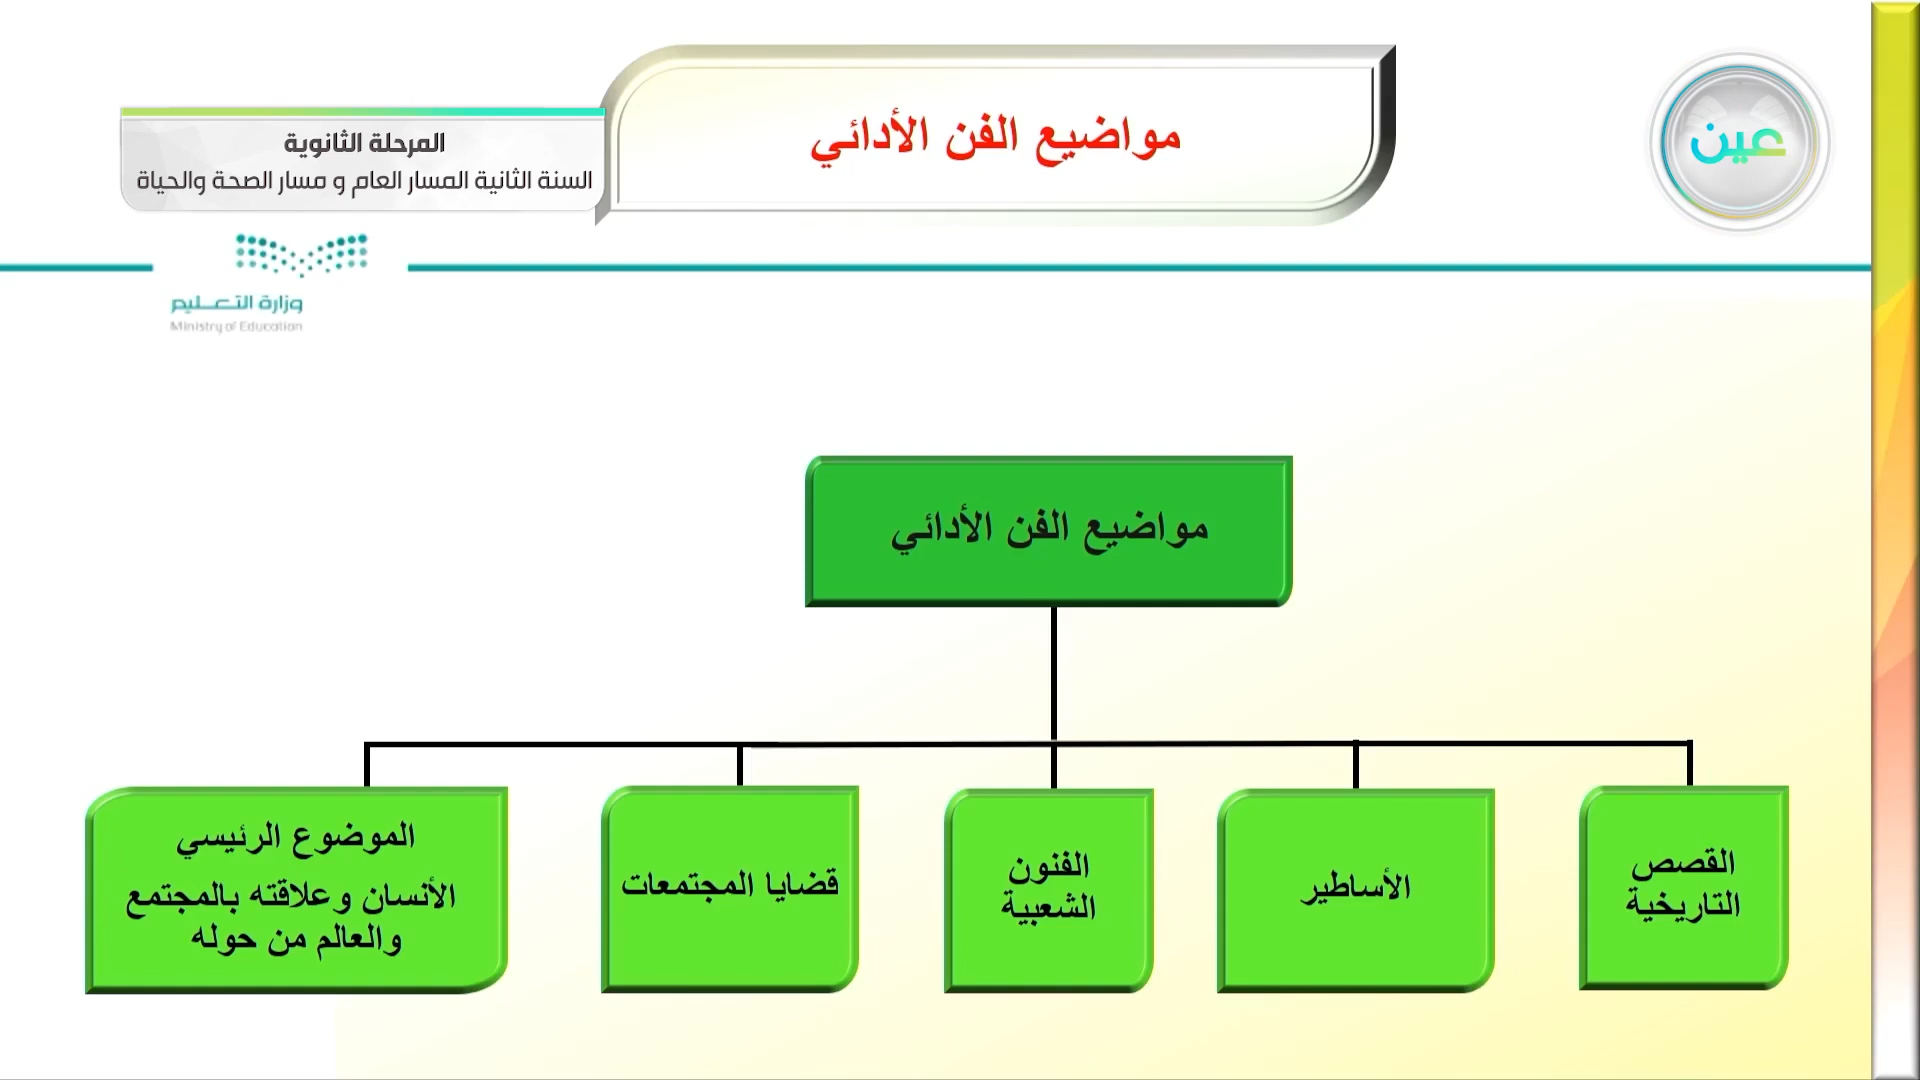 عين
مواضيع الفن الأدائي
المرحلة الثانوية
السنة الثانية المسار العام و مسار الصحة والحياة
وزارة التعـــليم
Ministry of Education
مواضيع الفن الأدائي
القصص
التاريخية
الأساطير
الفنون
الشعبية
قضايا المجتمعات
الموضوع الرئيسي
الأنسان وعلاقته بالمجتمع
والعالم من حوله